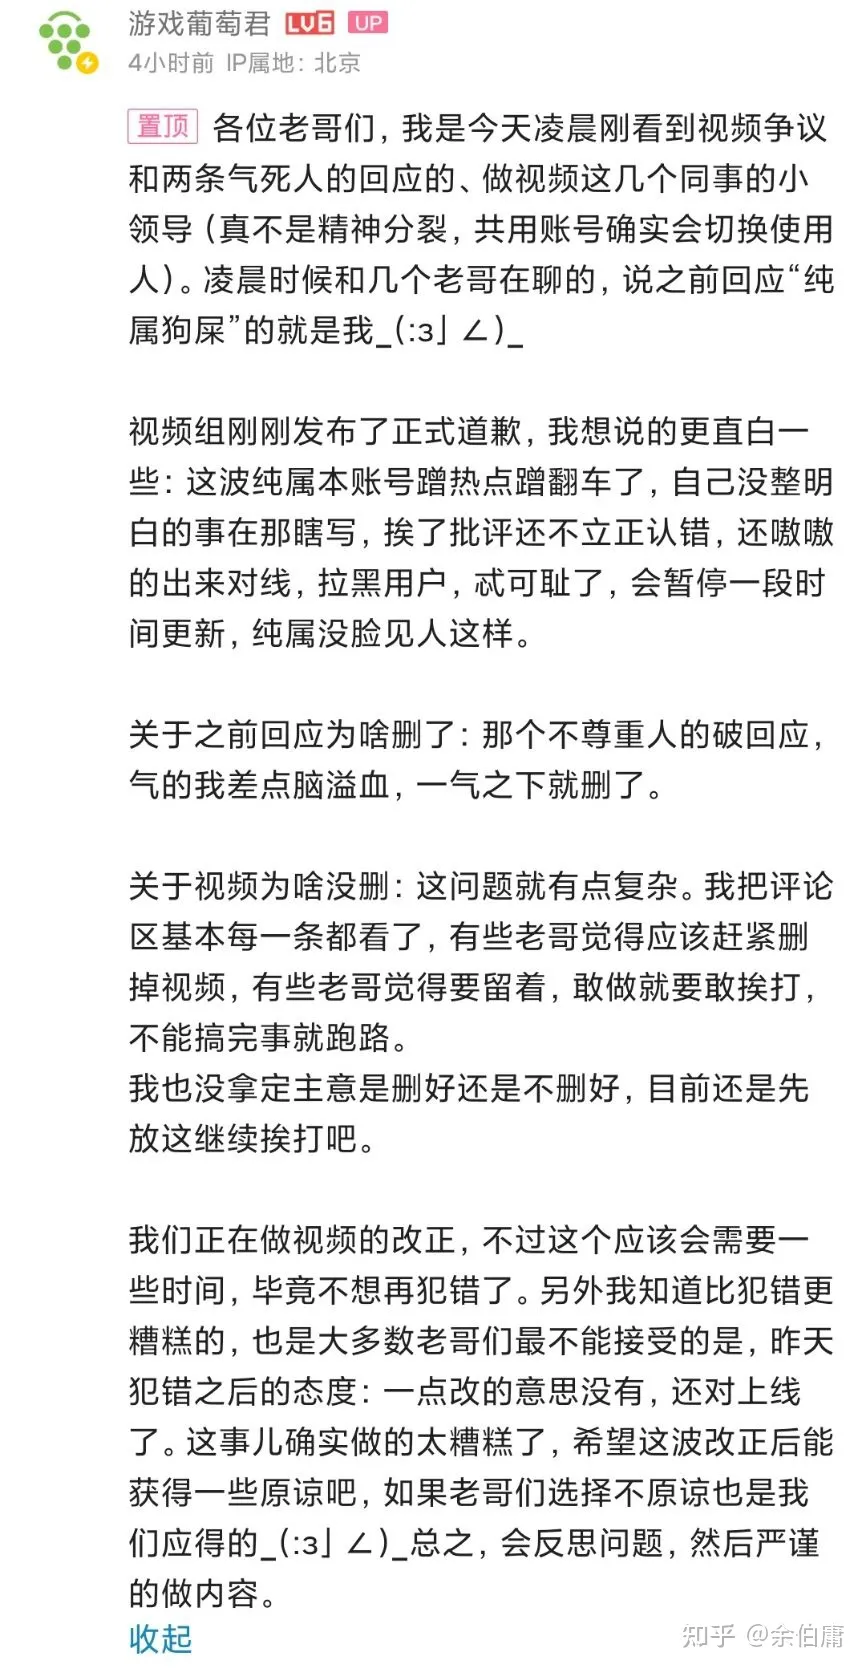 游戏葡萄君 LV6 UP
4小时前 IP属地：北京
置顶 各位老哥们，我是今天凌晨刚看到视频争议
和两条气死人的回应的、做视频这几个同事的小
领导（真不是精神分裂，共用账号确实会切换使用
人）。凌晨时候和几个老哥在聊的，说之前回应“纯
属狗屎”的就是我_(:з」∠)_
视频组刚刚发布了正式道歉，我想说的更直白一
些：这波纯属本账号蹭热点蹭翻车了，自己没整明
白的事在那瞎写，挨了批评还不立正认错，还嗷嗷
的出来对线，拉黑用户，忒可耻了，会暂停一段时
间更新，纯属没脸见人这样。
关于之前回应为啥删了：那个不尊重人的破回应，
气的我差点脑溢血，一气之下就删了。
关于视频为啥没删：这问题就有点复杂。我把评论
区基本每一条都看了，有些老哥觉得应该赶紧删
掉视频，有些老哥觉得要留着，敢做就要敢挨打，
不能搞完事就跑路。
我也没拿定主意是删好还是不删好，目前还是先
放这继续挨打吧。
我们正在做视频的改正，不过这个应该会需要一
些时间，毕竟不想再犯错了。另外我知道比犯错更
糟糕的，也是大多数老哥们最不能接受的是，昨天
犯错之后的态度：一点改的意思没有，还对上线
了。这事儿确实做的太糟糕了，希望这波改正后能
获得一些原谅吧，如果老哥们选择不原谅也是我
们应得的_(:з」∠)_总之，会反思问题，然后严谨
的做内容。
收起
知乎 @余伯庸